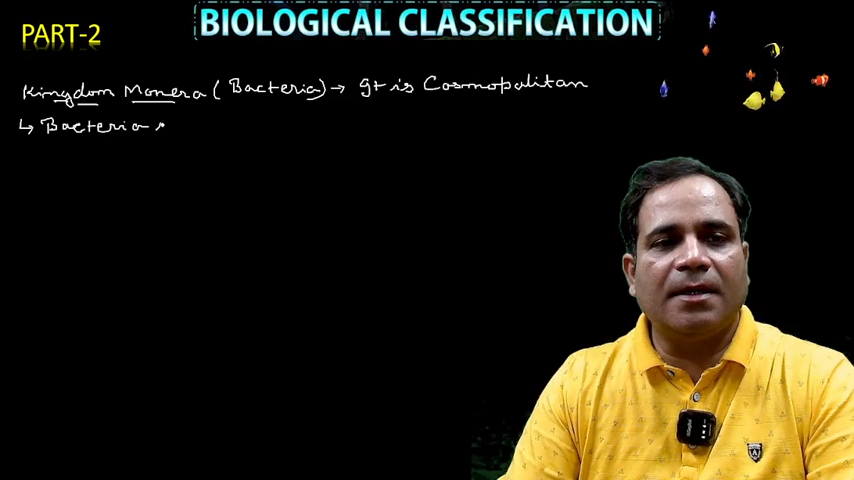 BIOLOGICAL CLASSIFICATION
PART-2
Kingdom Monera (Bacteria) → It is Cosmopolitan
↳ Bacteria